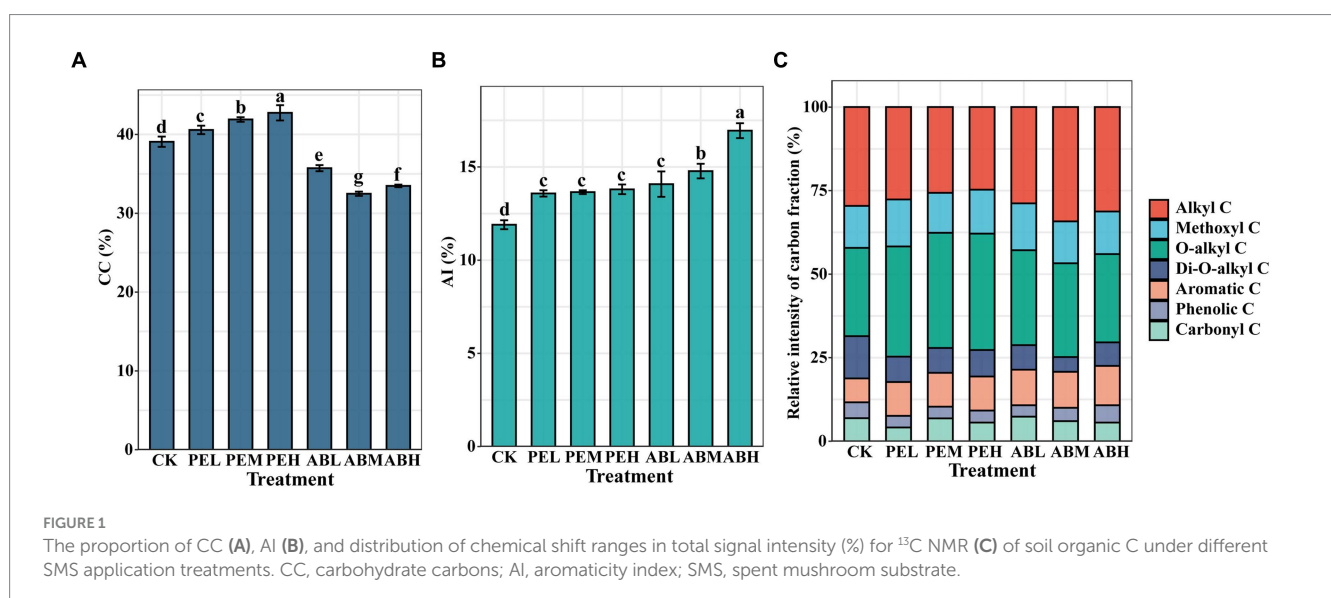 A
CC (%)
40
30
20
10
0
d
c
b
a
e
g
f
CK PEL PEM PEH ABL ABM ABH
Treatment
B
AI (%)
15
10
5
0
d
c
c
c
c
b
a
CK PEL PEM PEH ABL ABM ABH
Treatment
C
Relative intensity of carbon fraction (%)
100
75
50
25
0
CK PEL PEM PEH ABL ABM ABH
Treatment
Alkyl C
Methoxyl C
O-alkyl C
Di-O-alkyl C
Aromatic C
Phenolic C
Carbonyl C
FIGURE 1
The proportion of CC (A), AI (B), and distribution of chemical shift ranges in total signal intensity (%) for ¹³C NMR (C) of soil organic C under different
SMS application treatments. CC, carbohydrate carbons; AI, aromaticity index; SMS, spent mushroom substrate.